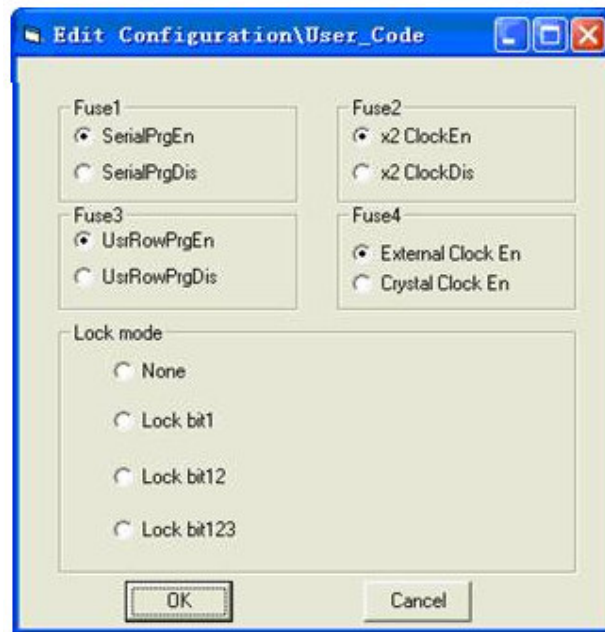 Edit Configuration\User_Code
Fuse1
SerialPrgEn
SerialPrgDis
Fuse2
x2 ClockEn
x2 ClockDis
Fuse3
UsrRowPrgEn
UsrRowPrgDis
Fuse4
External Clock En
Crystal Clock En
Lock mode
None
Lock bit1
Lock bit12
Lock bit123
OK
Cancel